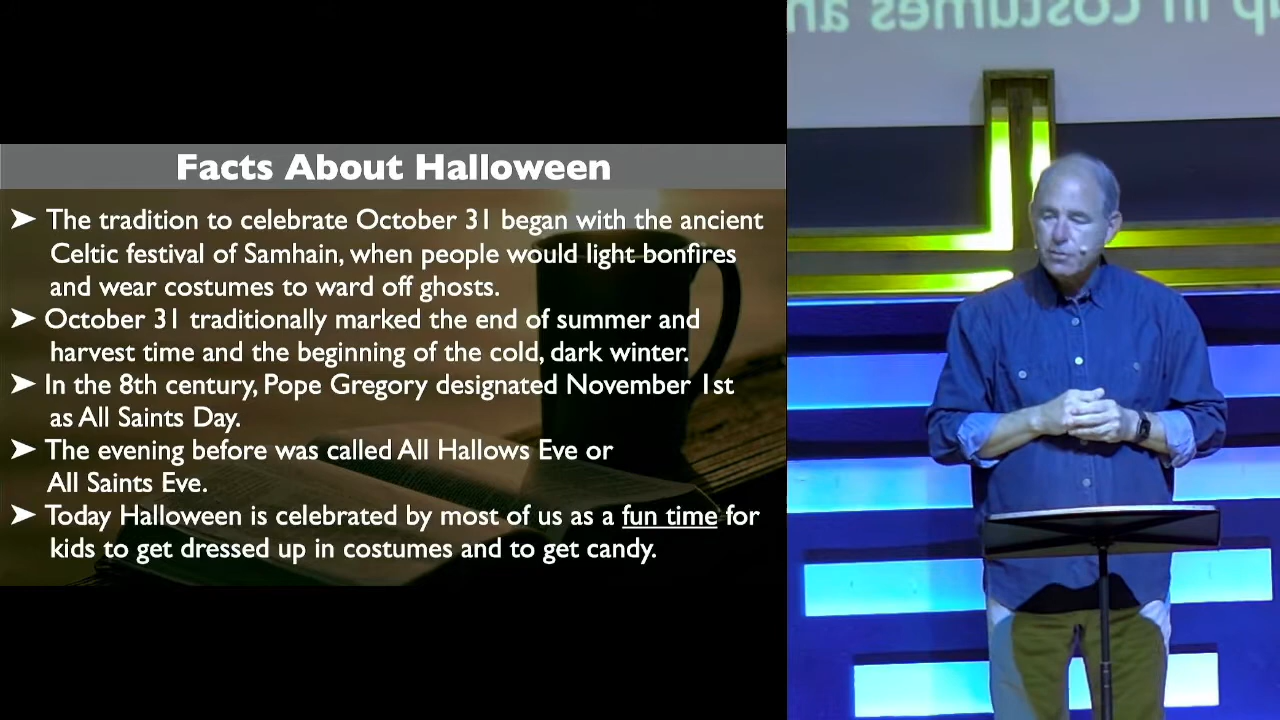 up in costumes an
Facts About Halloween
➤ The tradition to celebrate October 31 began with the ancient
Celtic festival of Samhain, when people would light bonfires
and wear costumes to ward off ghosts.
➤ October 31 traditionally marked the end of summer and
harvest time and the beginning of the cold, dark winter.
➤ In the 8th century, Pope Gregory designated November 1st
as All Saints Day.
➤ The evening before was called All Hallows Eve or
All Saints Eve.
➤ Today Halloween is celebrated by most of us as a fun time for
kids to get dressed up in costumes and to get candy.